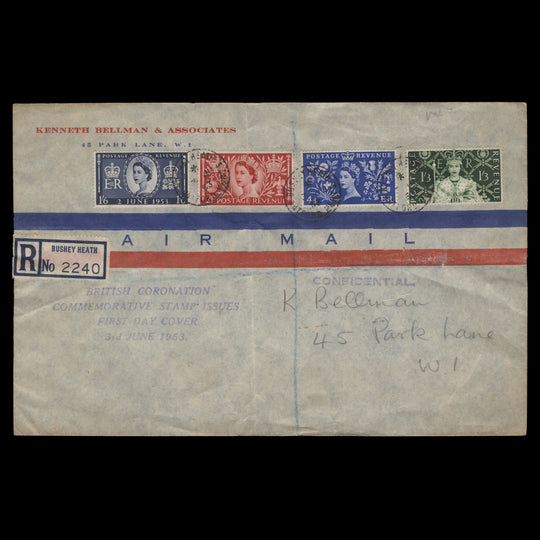 KENNETH BELLMAN & ASSOCIATES
45 PARK LANE, W.1
POSTAGE REVENUE
E R
1/6 2 JUNE 1953 1/6
POSTAGE REVENUE
POSTAGE REVENUE
4D E R
POSTAGE
E R
1/3 1/3
REVENUE
AIR MAIL
R
BUSHEY HEATH
No 2240
BRITISH CORONATION
COMMEMORATIVE STAMP ISSUES
FIRST DAY COVER
3rd JUNE 1953.
CONFIDENTIAL.
K Bellman
45 Park Lane
W1